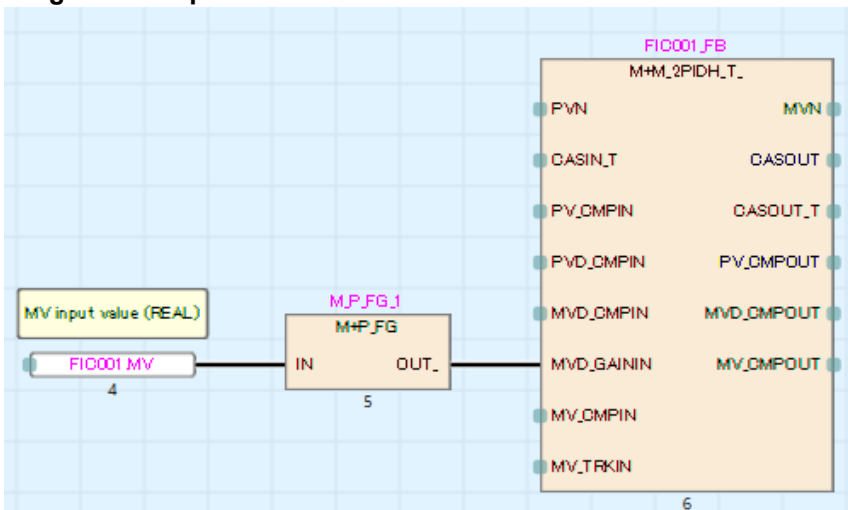 FIC001_FB
M+M_2PIDH_T_
PVN MVN
CASIN_T CASOUT
PV_CMPIN CASOUT_T
PVD_CMPIN PV_CMPOUT
MVD_CMPIN MVD_CMPOUT
MVD_GAININ MV_CMPOUT
MV_CMPIN
MV_TRKIN
6
MV input value (REAL)
FIC001.MV
4
M_P_FG_1
M+P_FG
IN OUT_
5